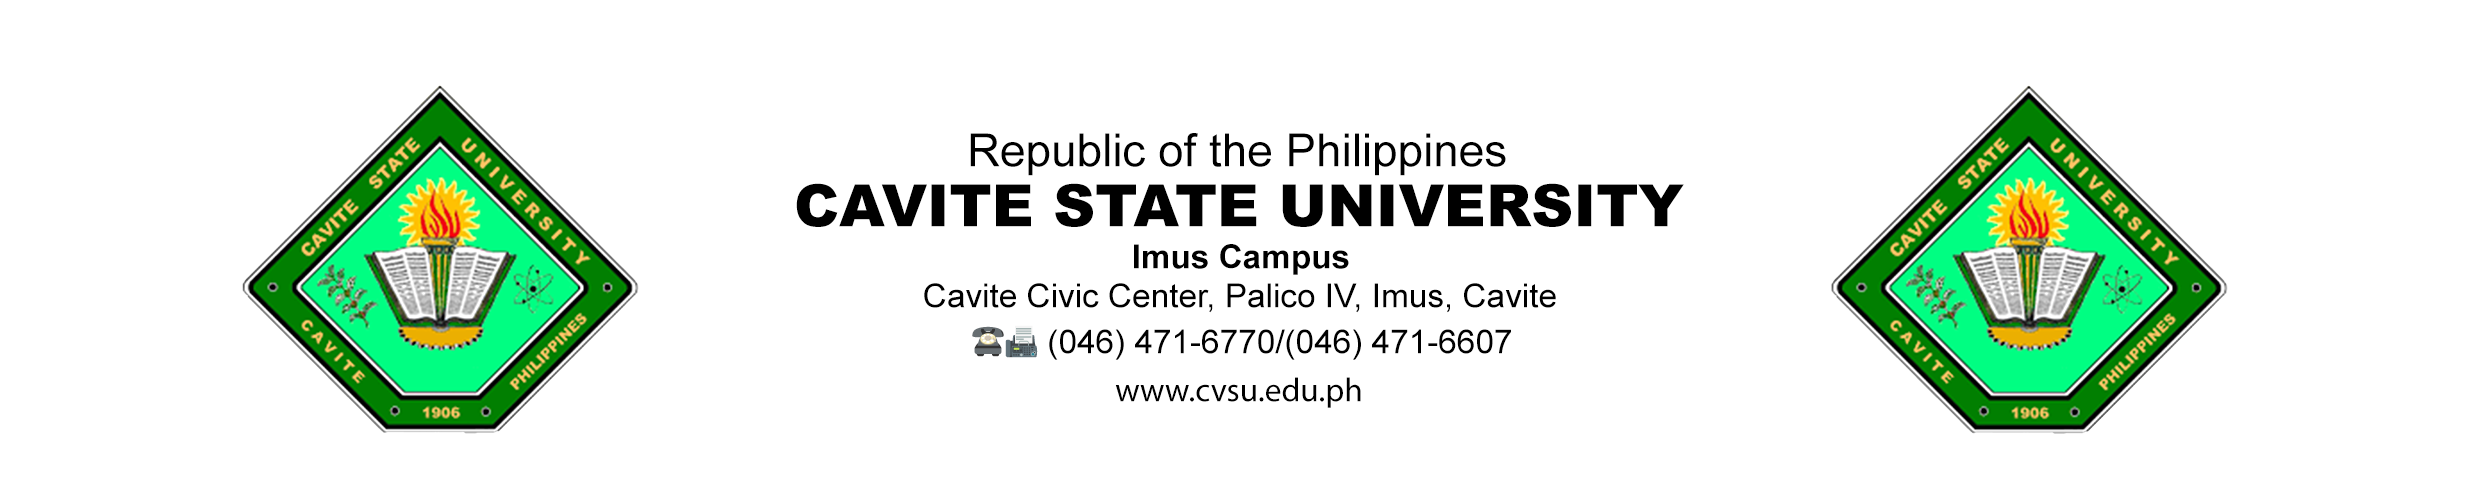 CAVITE STATE UNIVERSITY
CAVITE
PHILIPPINES
1906
Republic of the Philippines
CAVITE STATE UNIVERSITY
Imus Campus
Cavite Civic Center, Palico IV, Imus, Cavite
(046) 471-6770/(046) 471-6607
www.cvsu.edu.ph
CAVITE STATE UNIVERSITY
CAVITE
PHILIPPINES
1906